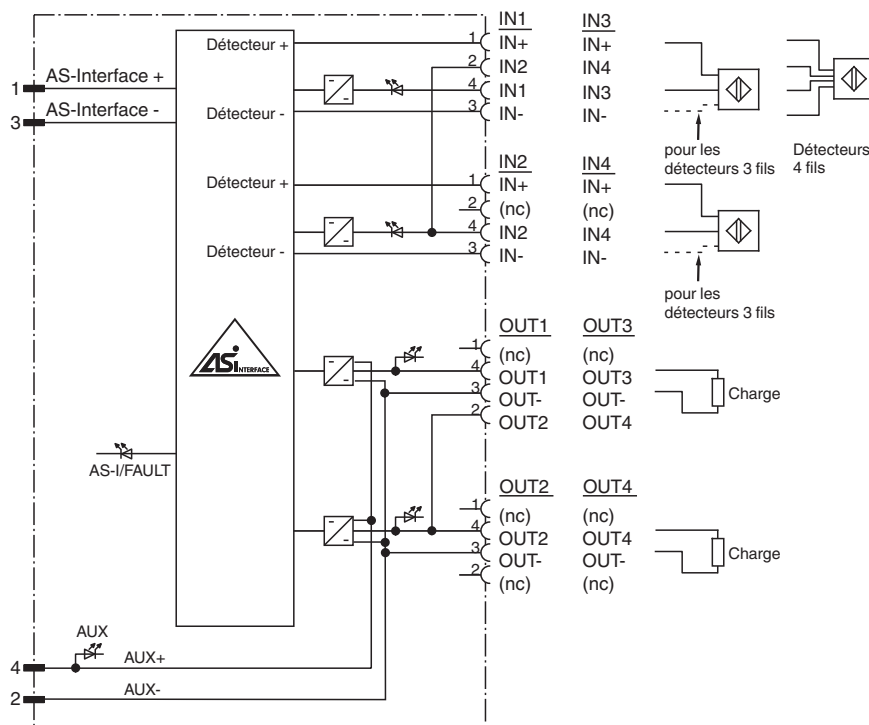 IN1 IN3
Détecteur + 1 IN+ IN+
2 IN2 IN4
1 AS-Interface + 4 IN1 IN3
Détecteur - 3 IN- IN-
3 AS-Interface -
pour les
détecteurs 3 fils
Détecteurs
4 fils
IN2 IN4
Détecteur + 1 IN+ IN+
2 (nc) (nc)
4 IN2 IN4
Détecteur - 3 IN- IN-
pour les
détecteurs 3 fils
OUT1 OUT3
1 (nc) (nc)
4 OUT1 OUT3
3 OUT- OUT-
2 OUT2 OUT4
Charge
ASi INTERFACE
AS-I/FAULT
OUT2 OUT4
1 (nc) (nc)
4 OUT2 OUT4
3 OUT- OUT-
2 (nc) (nc)
Charge
AUX
4 AUX+
2 AUX-